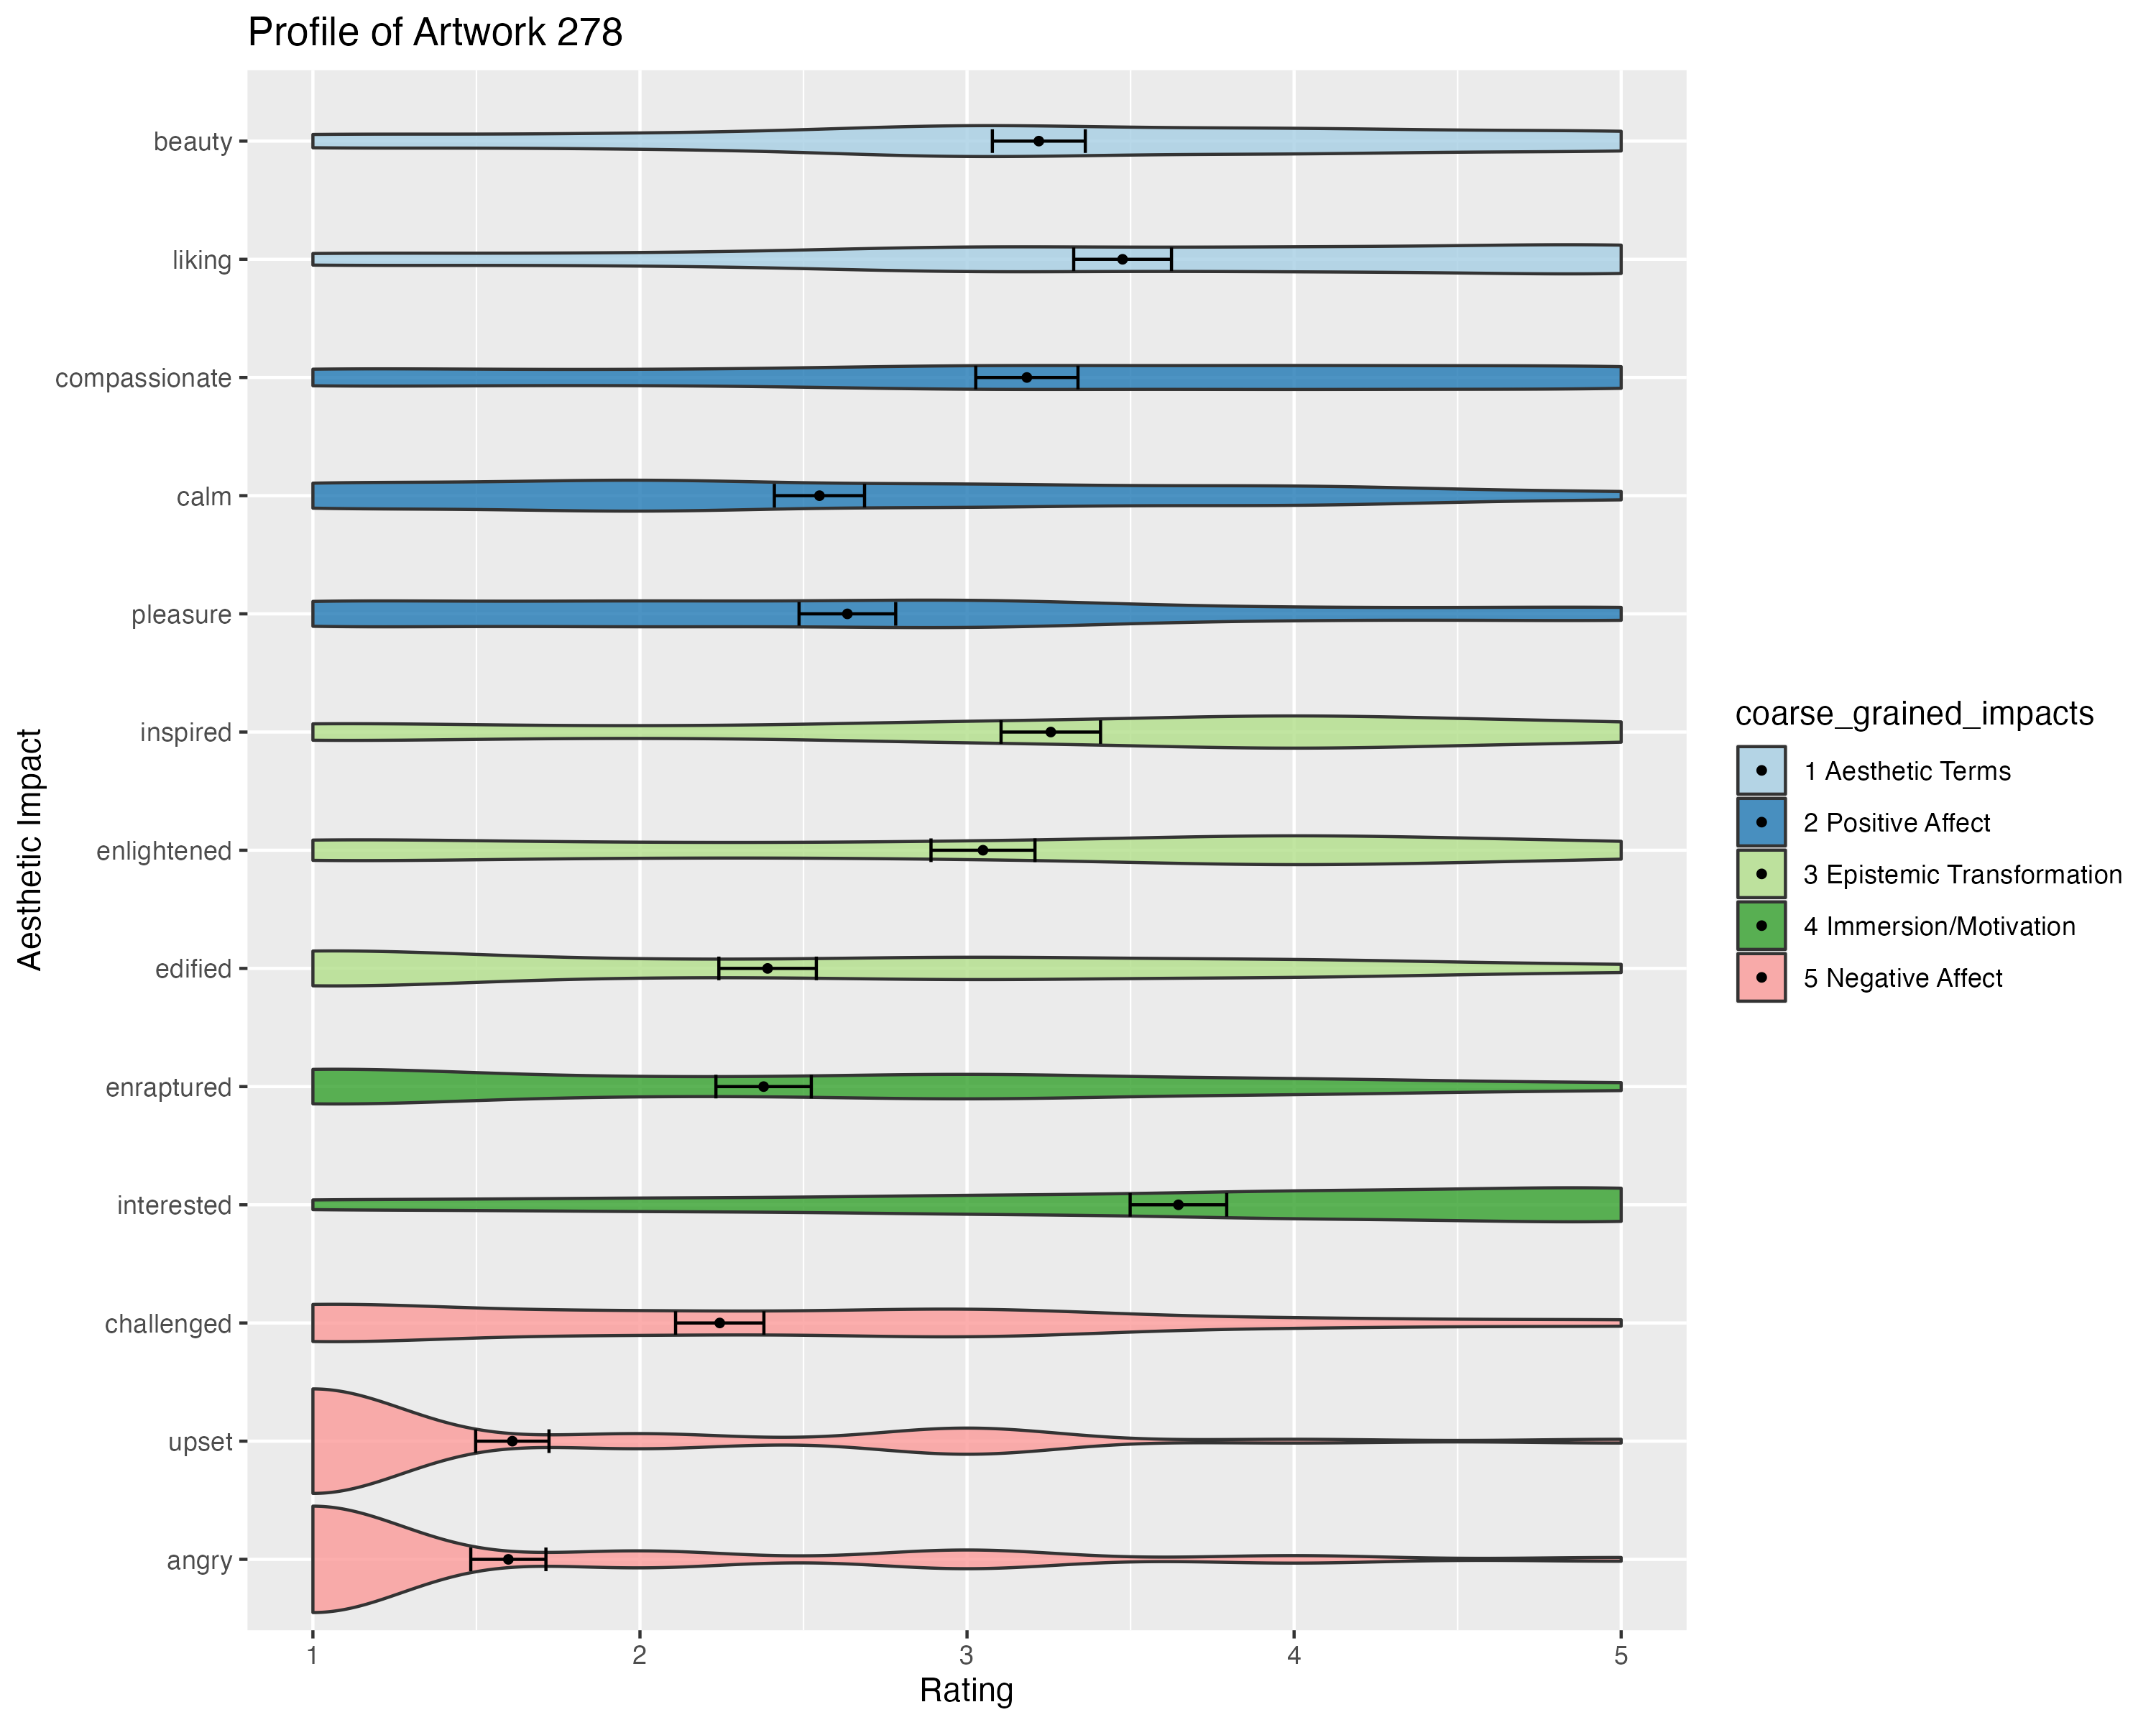 Profile of Artwork 278
Aesthetic Impact
beauty
liking
compassionate
calm
pleasure
inspired
enlightened
edified
enraptured
interested
challenged
upset
angry
1 2 3 4 5
Rating
coarse_grained_impacts
1 Aesthetic Terms
2 Positive Affect
3 Epistemic Transformation
4 Immersion/Motivation
5 Negative Affect